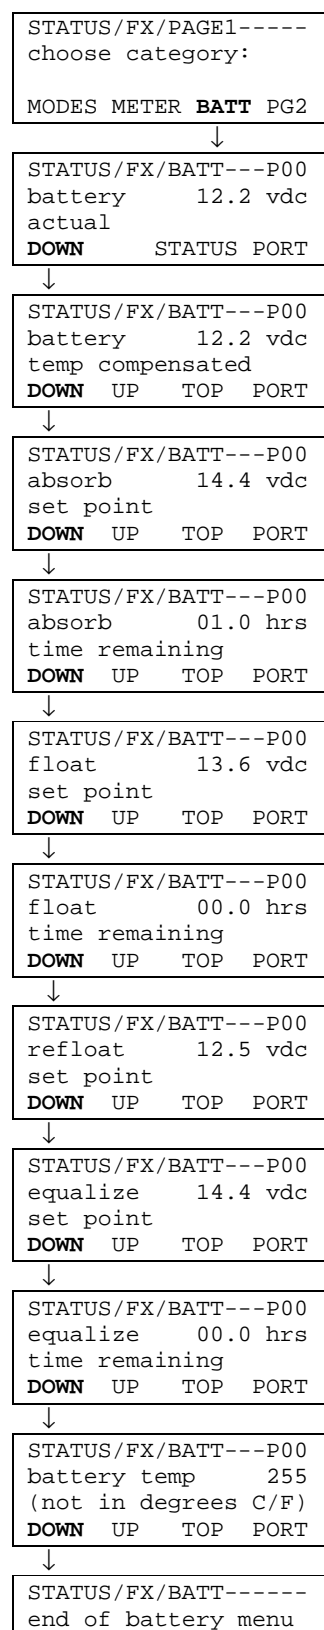 STATUS/FX/PAGE1-----
choose category:
MODES METER BATT PG2
↓
STATUS/FX/BATT---P00
battery 12.2 vdc
actual
DOWN STATUS PORT
↓
STATUS/FX/BATT---P00
battery 12.2 vdc
temp compensated
DOWN UP TOP PORT
↓
STATUS/FX/BATT---P00
absorb 14.4 vdc
set point
DOWN UP TOP PORT
↓
STATUS/FX/BATT---P00
absorb 01.0 hrs
time remaining
DOWN UP TOP PORT
↓
STATUS/FX/BATT---P00
float 13.6 vdc
set point
DOWN UP TOP PORT
↓
STATUS/FX/BATT---P00
float 00.0 hrs
time remaining
DOWN UP TOP PORT
↓
STATUS/FX/BATT---P00
refloat 12.5 vdc
set point
DOWN UP TOP PORT
↓
STATUS/FX/BATT---P00
equalize 14.4 vdc
set point
DOWN UP TOP PORT
↓
STATUS/FX/BATT---P00
equalize 00.0 hrs
time remaining
DOWN UP TOP PORT
↓
STATUS/FX/BATT---P00
battery temp 255
(not in degrees C/F)
DOWN UP TOP PORT
↓
STATUS/FX/BATT------
end of battery menu